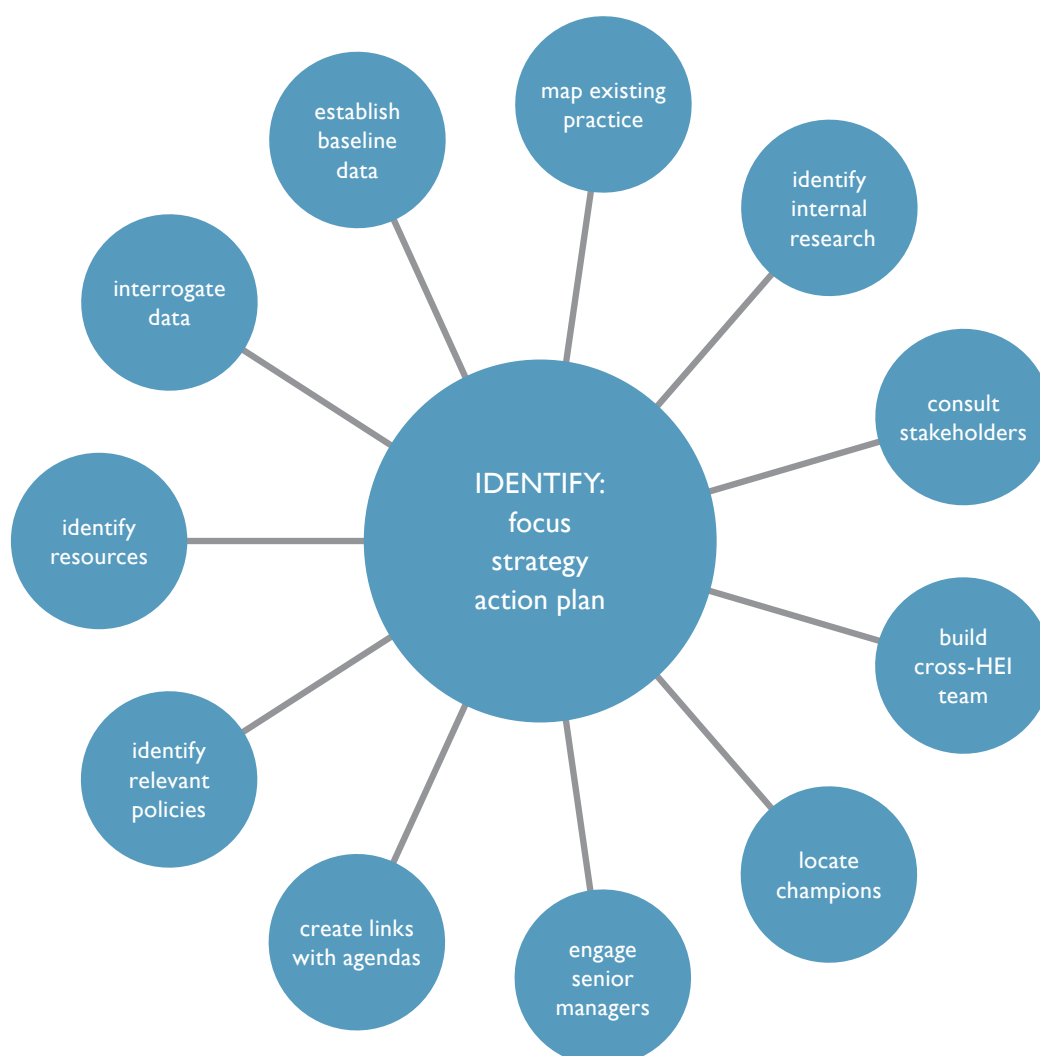 map existing
practice
establish
baseline
data
identify
internal
research
interrogate
data
consult
stakeholders
IDENTIFY:
focus
strategy
action plan
identify
resources
build
cross-HEI
team
identify
relevant
policies
locate
champions
create links
with agendas
engage
senior
managers